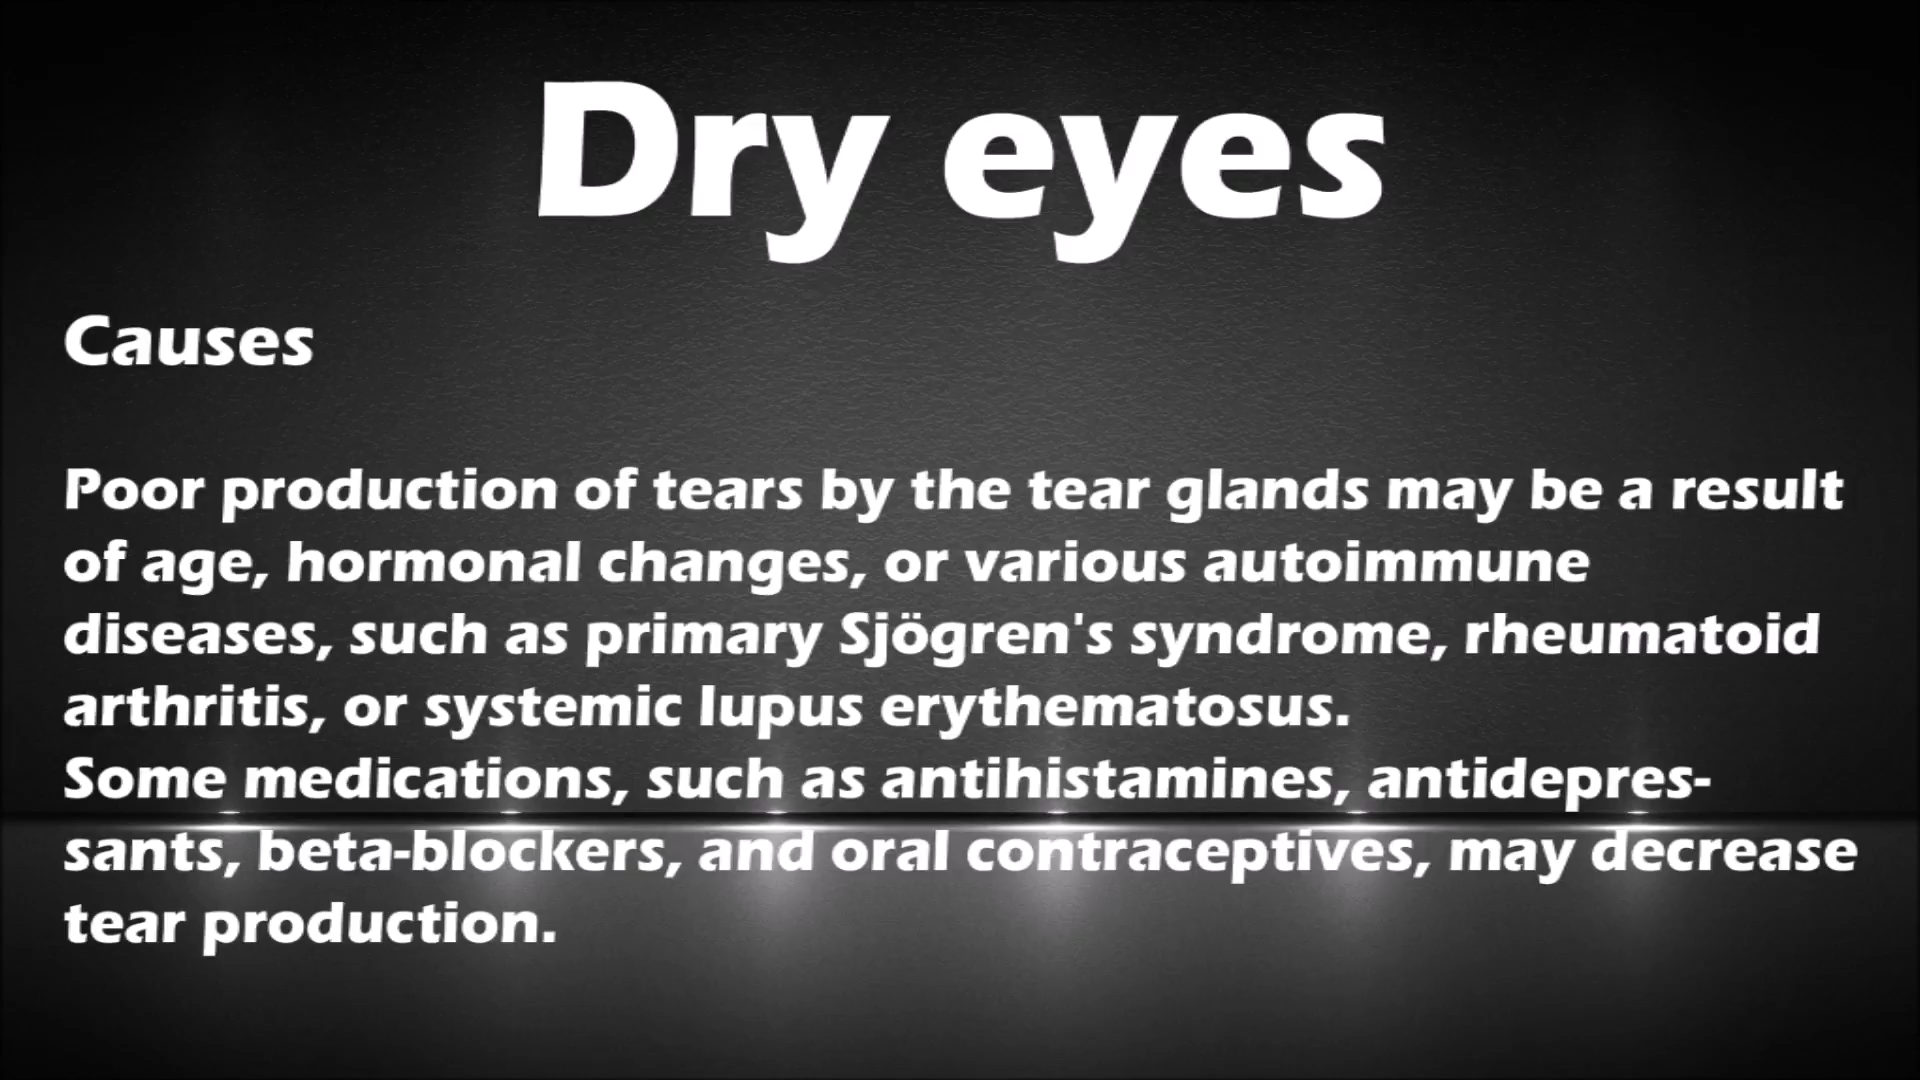 Dry eyes
Causes
Poor production of tears by the tear glands may be a result
of age, hormonal changes, or various autoimmune
diseases, such as primary Sjögren's syndrome, rheumatoid
arthritis, or systemic lupus erythematosus.
Some medications, such as antihistamines, antidepres-
sants, beta-blockers, and oral contraceptives, may decrease
tear production.